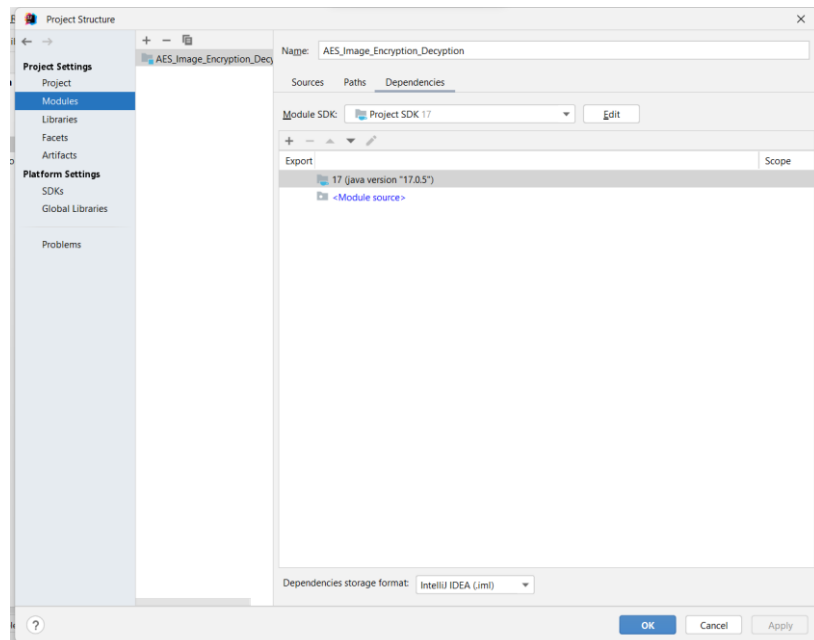 Project Structure
Project Settings
Project
Modules
Libraries
Facets
Artifacts
Platform Settings
SDKs
Global Libraries
Problems
AES_Image_Encryption_Decy
Name: AES_Image_Encryption_Decyption
Sources Paths Dependencies
Module SDK: Project SDK 17 Edit
Export Scope
17 (java version "17.0.5")
<Module source>
Dependencies storage format: IntelliJ IDEA (.iml)
? OK Cancel Apply